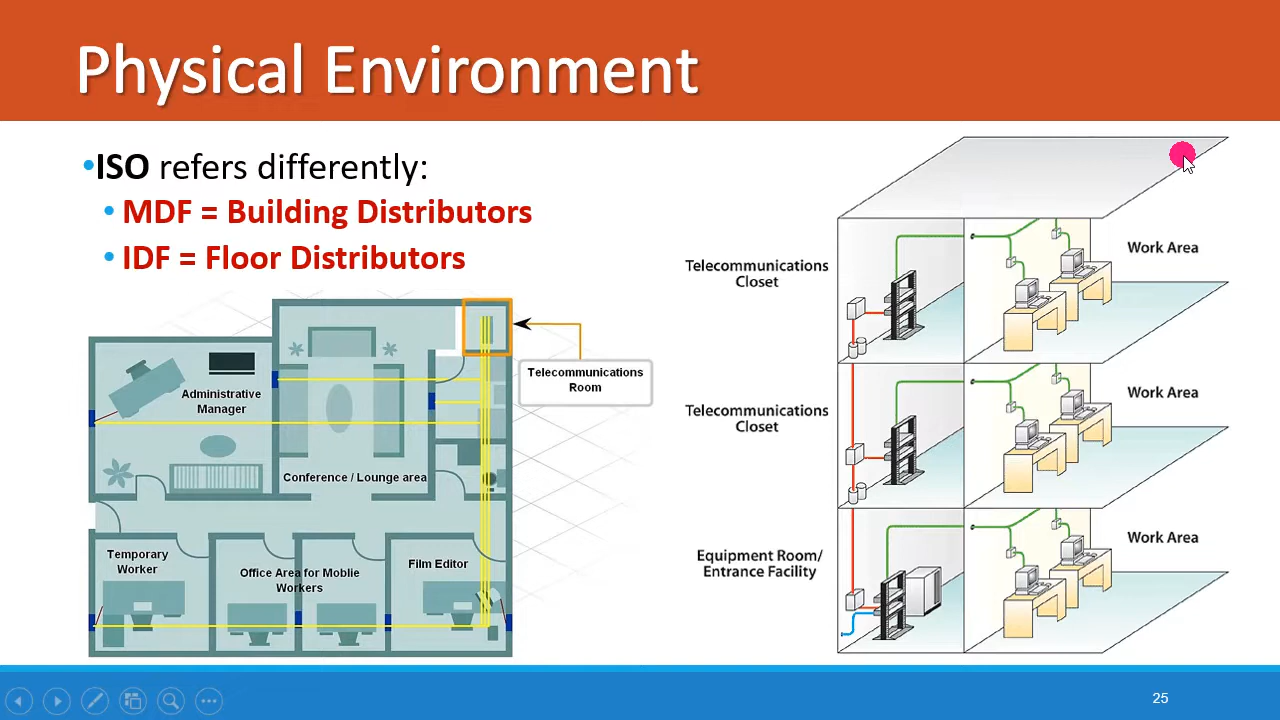 Physical Environment
•ISO refers differently:
• MDF = Building Distributors
• IDF = Floor Distributors
Telecommunications
Room
Administrative
Manager
Conference / Lounge area
Temporary
Worker
Office Area for Moblie
Workers
Film Editor
Telecommunications
Closet
Work Area
Telecommunications
Closet
Work Area
Equipment Room/
Entrance Facility
Work Area
25